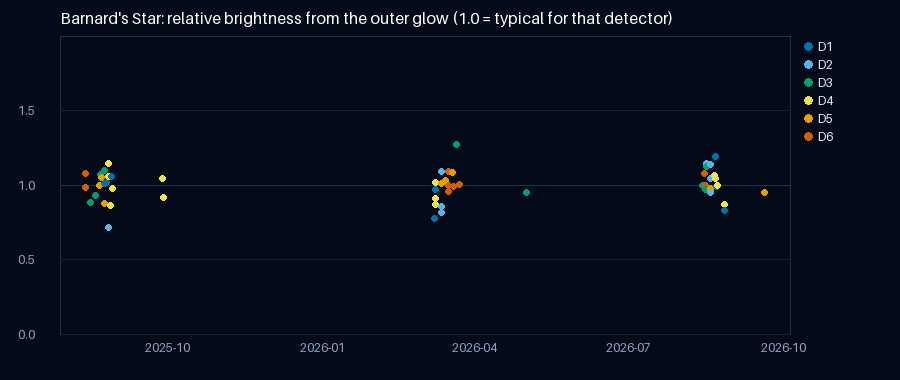 Barnard's Star: relative brightness from the outer glow (1.0 = typical for that detector)
D1
D2
D3
D4
D5
D6
1.5
1.0
0.5
0.0
2025-10
2026-01
2026-04
2026-07
2026-10